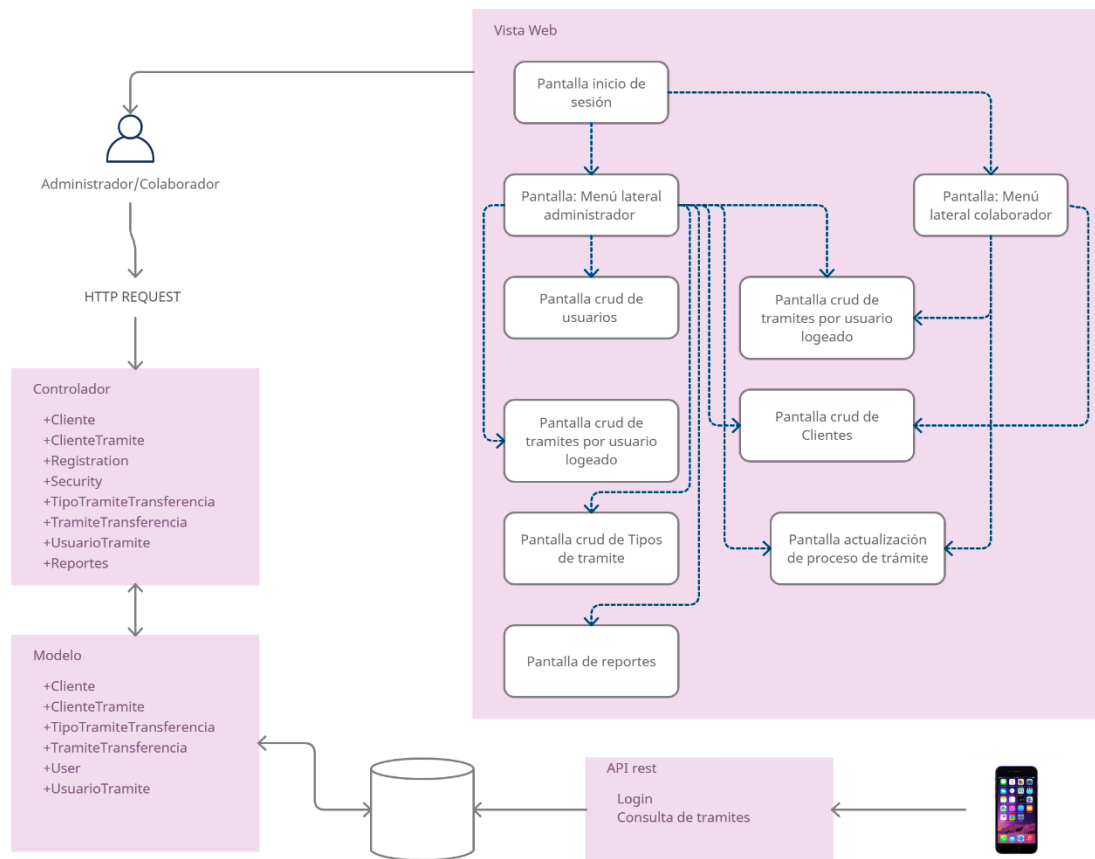 Vista Web
Pantalla inicio de
sesión
Administrador/Colaborador
Pantalla: Menú lateral
administrador
Pantalla: Menú
lateral colaborador
HTTP REQUEST
Pantalla crud de
usuarios
Pantalla crud de
tramites por usuario
logeado
Controlador
+Cliente
+ClienteTramite
+Registration
+Security
+TipoTramiteTransferencia
+TramiteTransferencia
+UsuarioTramite
+Reportes
Pantalla crud de
tramites por usuario
logeado
Pantalla crud de
Clientes
Pantalla crud de Tipos
de tramite
Pantalla actualización
de proceso de trámite
Pantalla de reportes
Modelo
+Cliente
+ClienteTramite
+TipoTramiteTransferencia
+TramiteTransferencia
+User
+UsuarioTramite
API rest
Login
Consulta de tramites